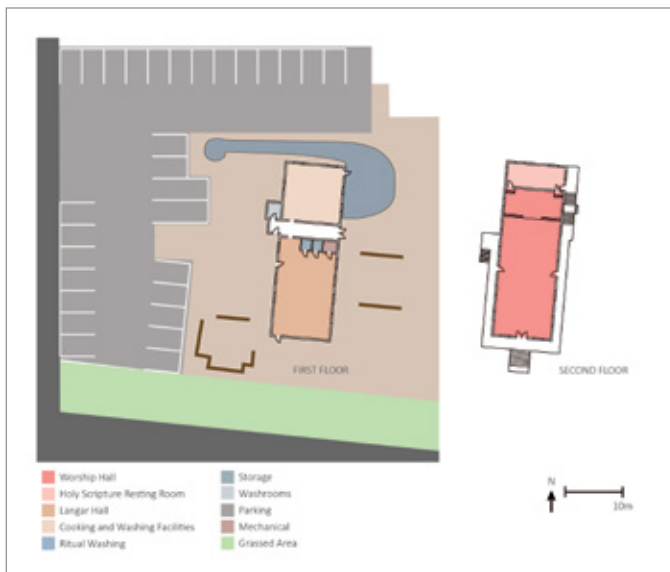 FIRST FLOOR
SECOND FLOOR
Worship Hall
Holy Scripture Resting Room
Langar Hall
Cooking and Washing Facilities
Ritual Washing
Storage
Washrooms
Parking
Mechanical
Grassed Area
N
10m